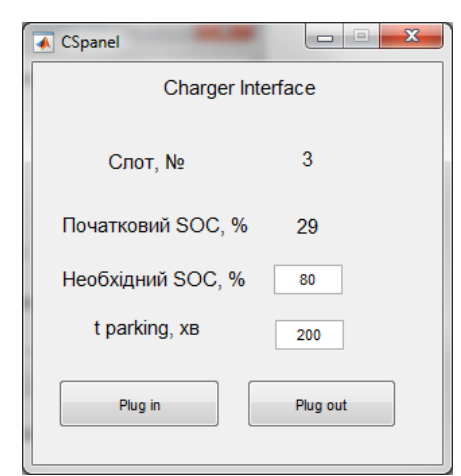 CSpanel
Charger Interface
Слот, № 3
Початковий SOC, % 29
Необхідний SOC, % 80
t parking, хв 200
Plug in Plug out